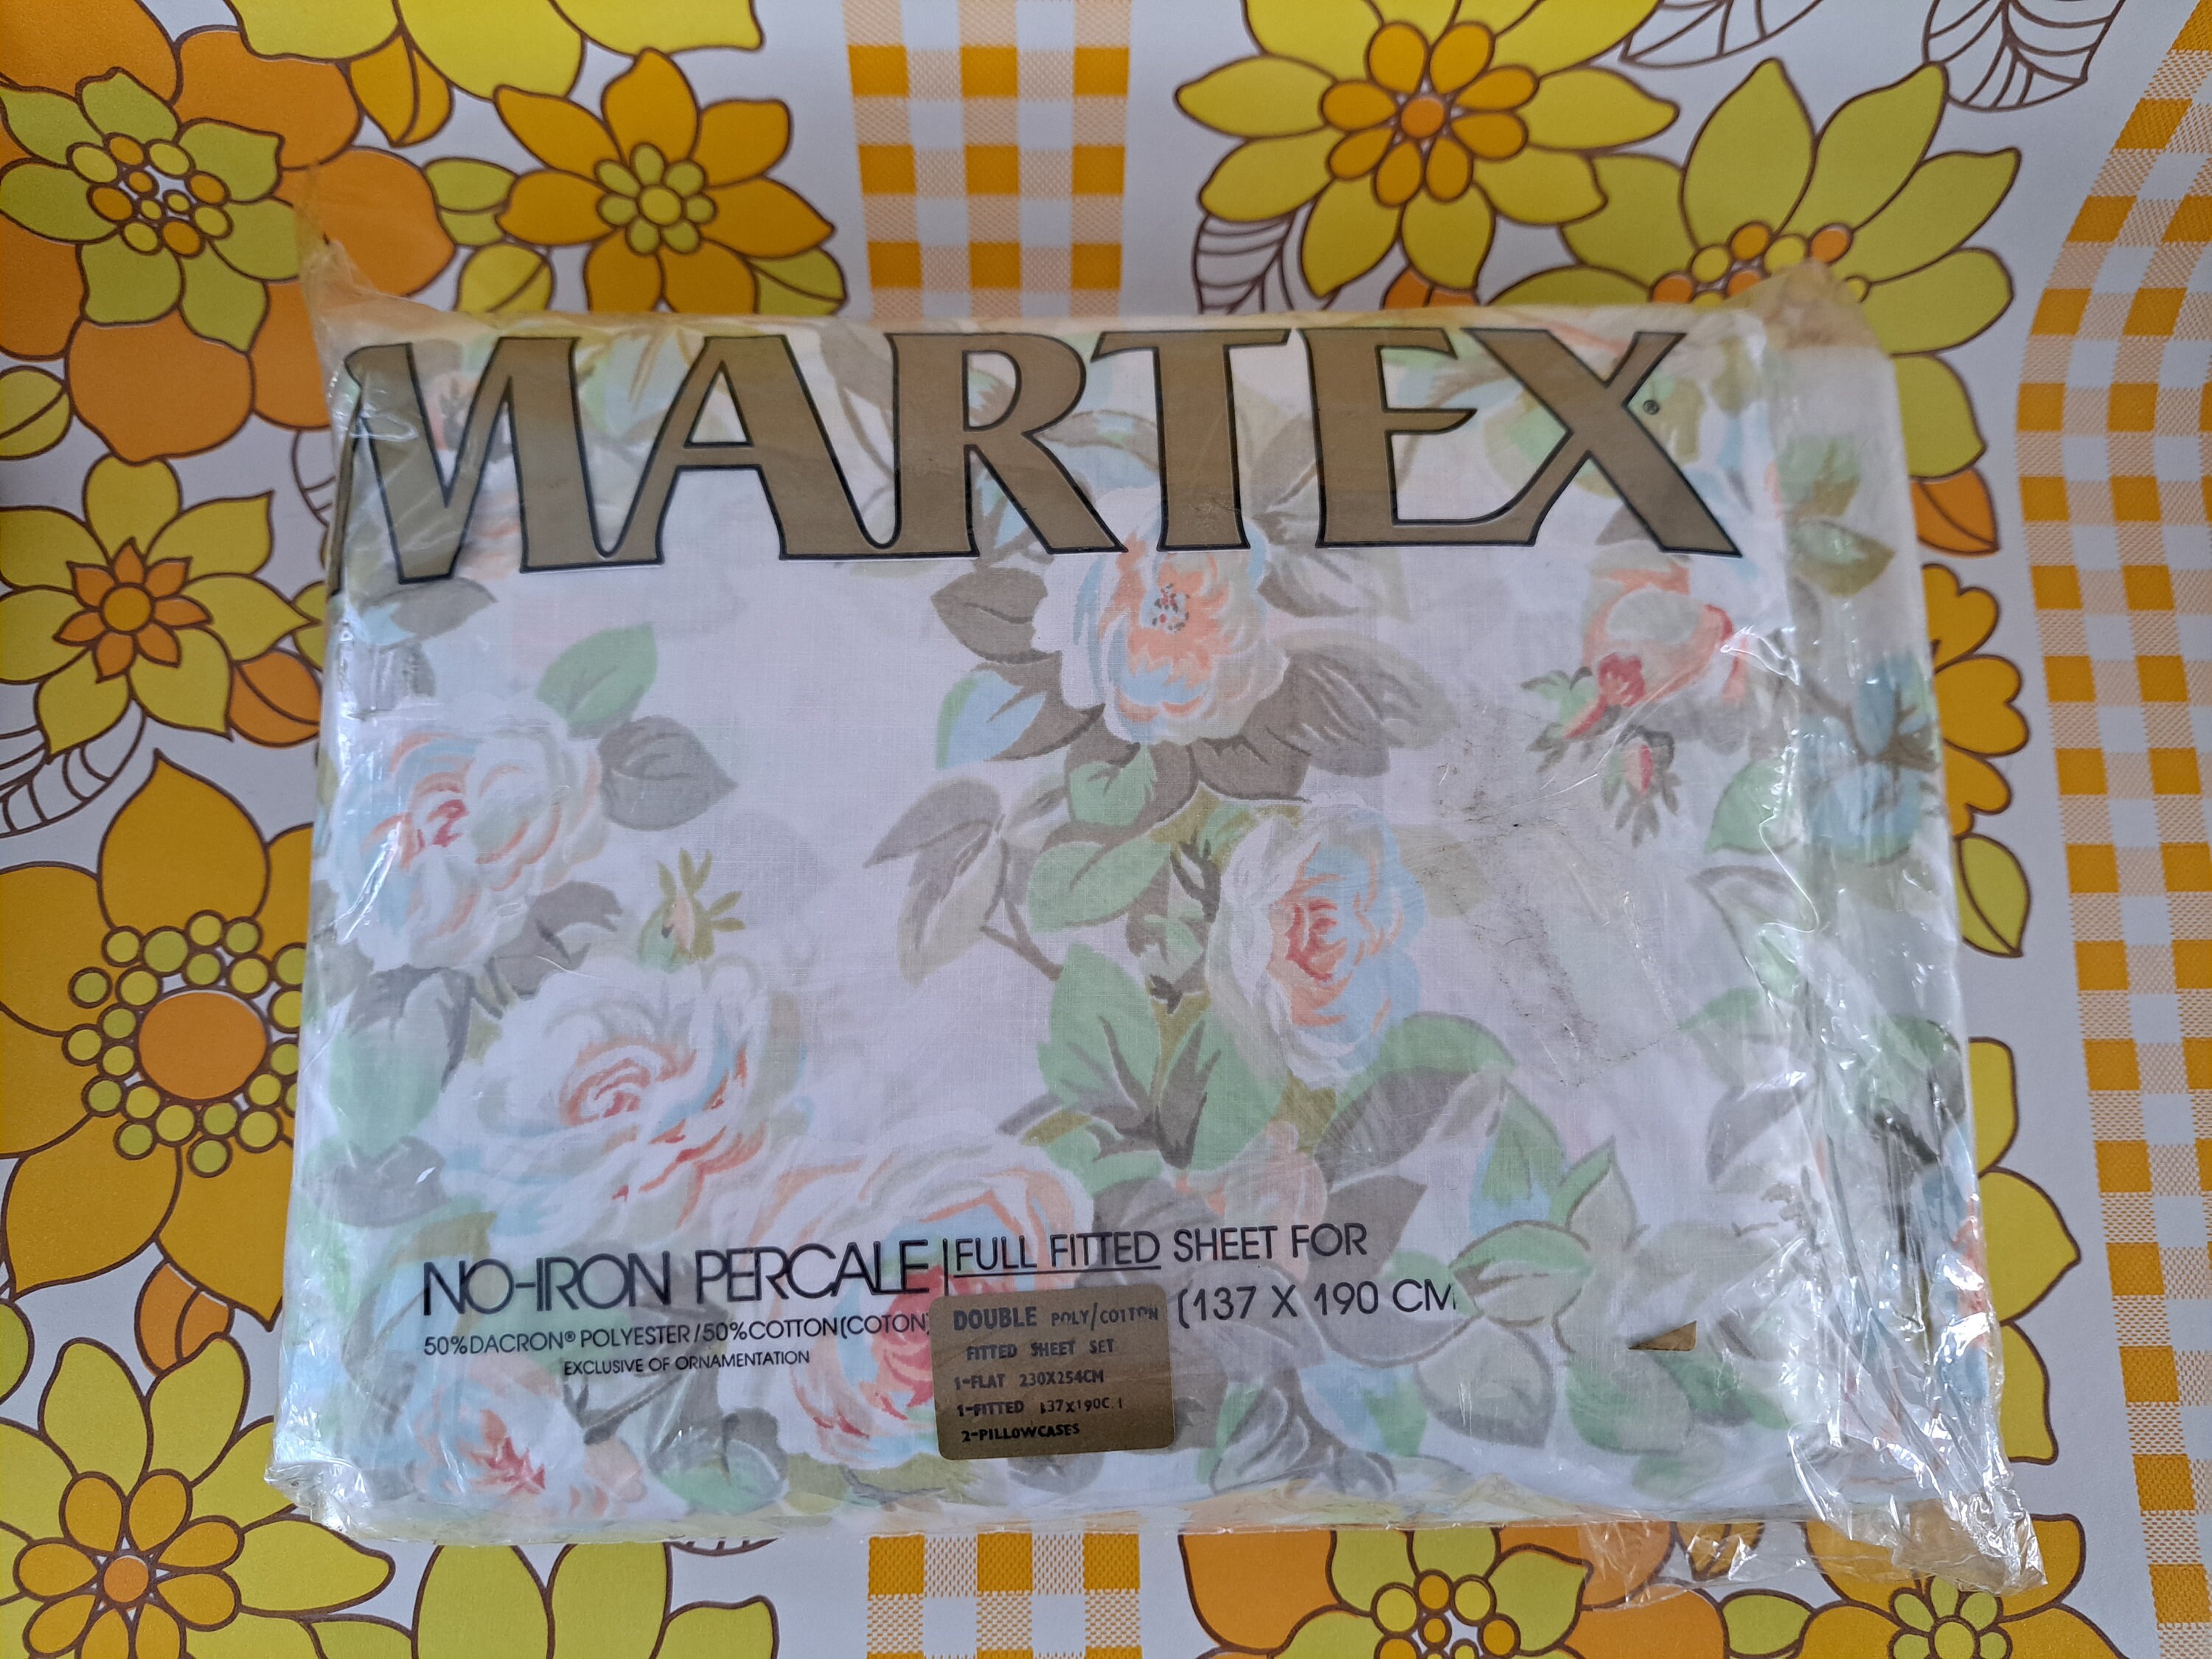 MARTEX®
NO-IRON PERCALE
50% DACRON® POLYESTER/50% COTTON(COTON)
EXCLUSIVE OF ORNAMENTATION
FULL FITTED SHEET FOR
(137 X 190 CM
DOUBLE POLY/COTTON
FITTED SHEET SET
1-FLAT 230X254CM
1-FITTED 137X190C
2-PILLOWCASES